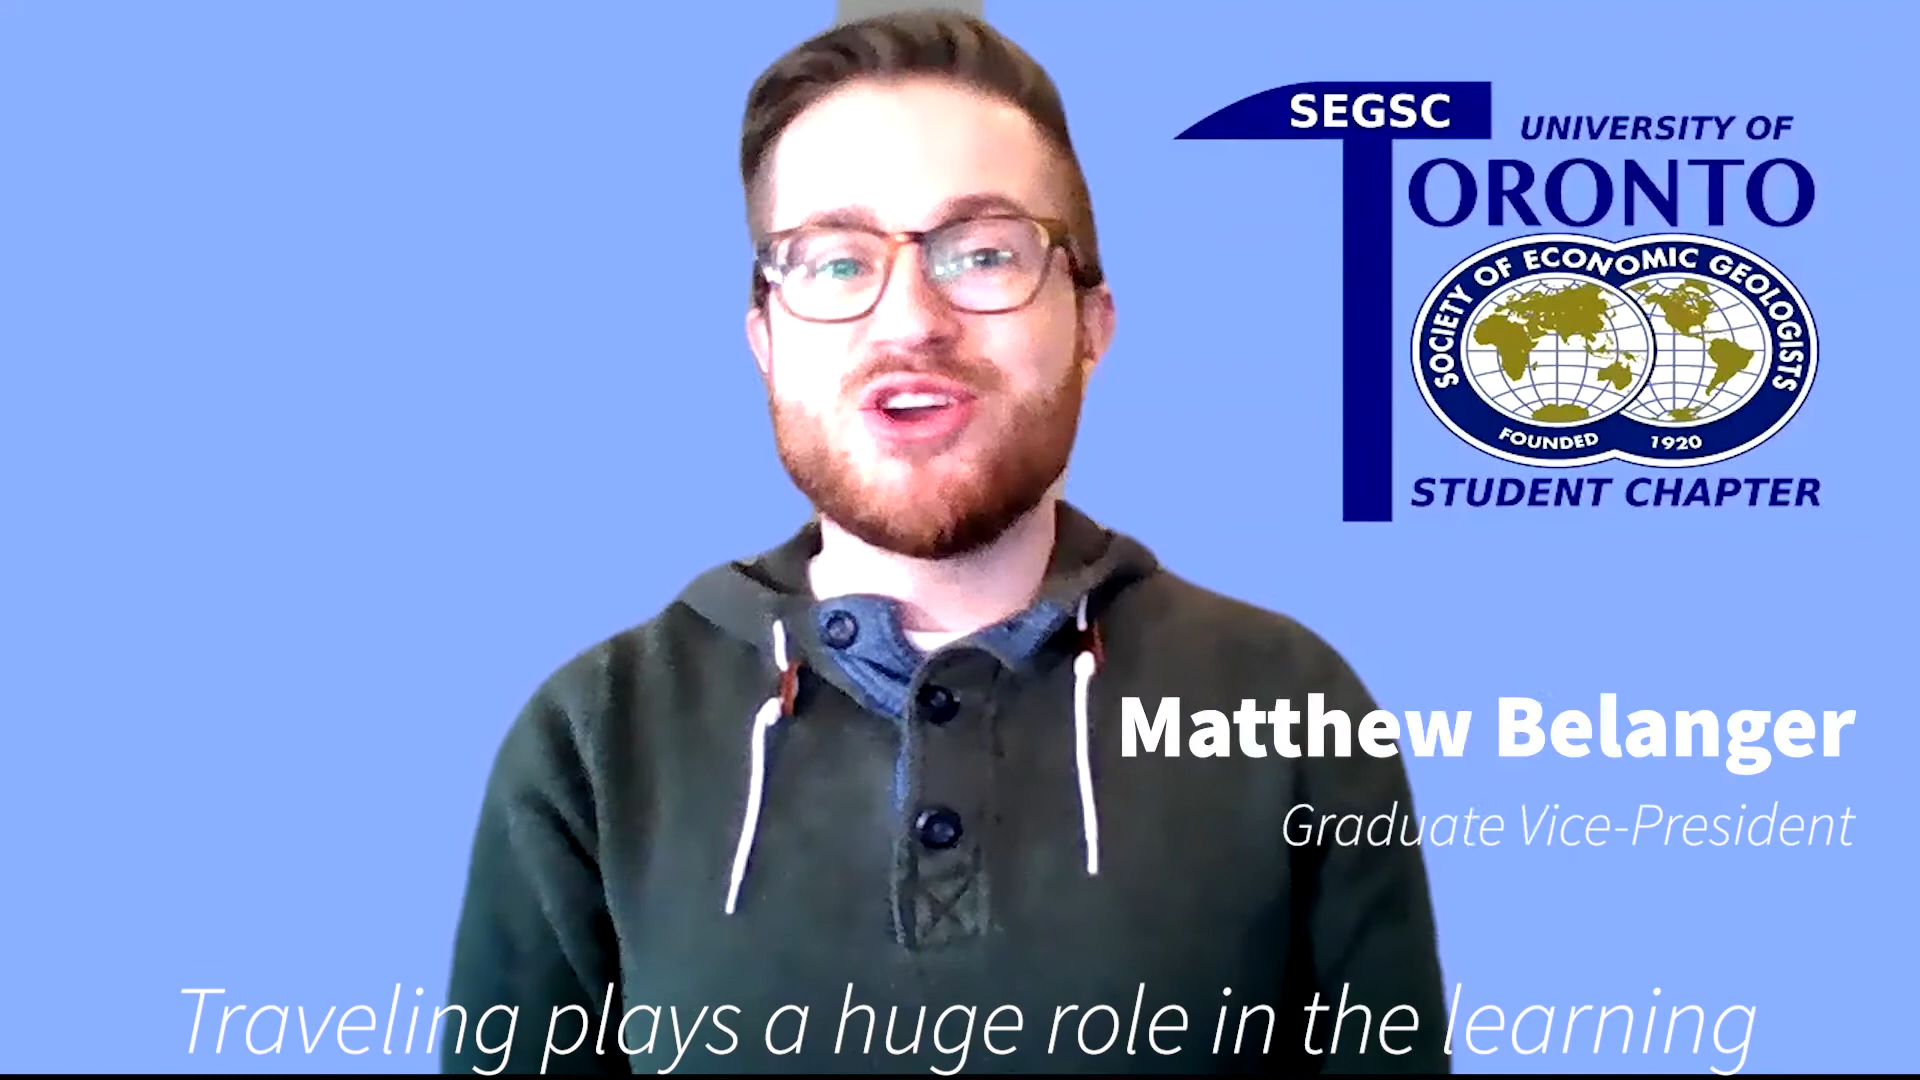 SEGSC
UNIVERSITY OF
TORONTO
SOCIETY OF ECONOMIC GEOLOGISTS
FOUNDED 1920
STUDENT CHAPTER
Matthew Belanger
Graduate Vice-President
Traveling plays a huge role in the learning